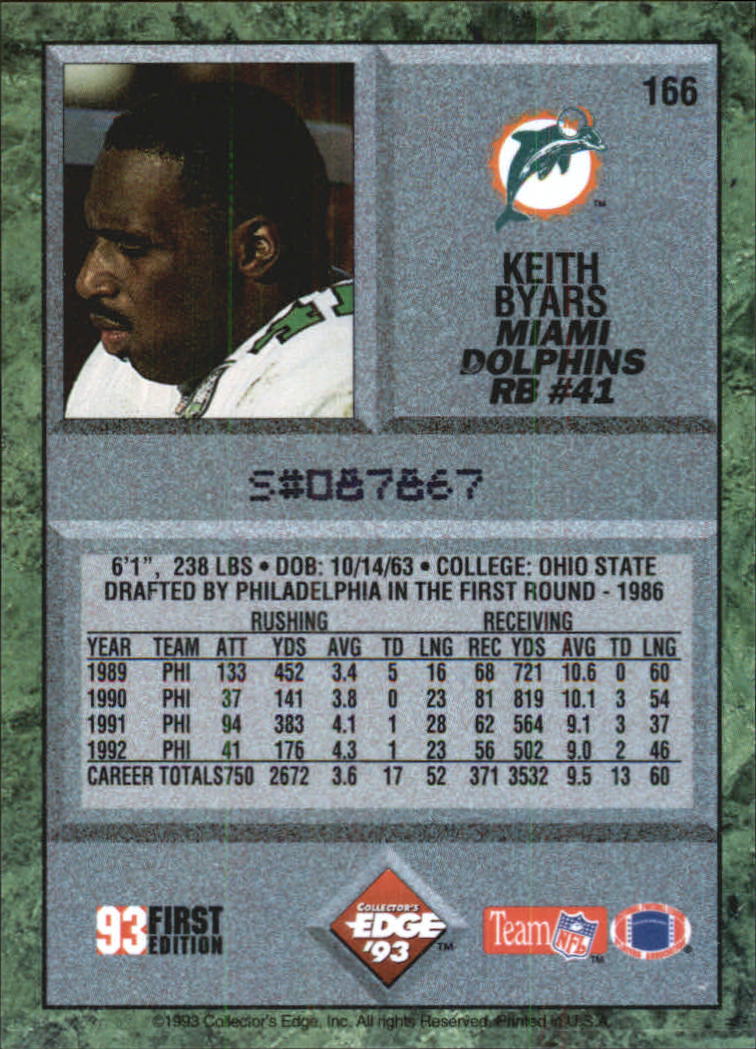 166
TM
KEITH
BYARS
MIAMI
DOLPHINS
RB #41
S#087867
6'1", 238 LBS • DOB: 10/14/63 • COLLEGE: OHIO STATE
DRAFTED BY PHILADELPHIA IN THE FIRST ROUND - 1986
RUSHING RECEIVING
YEAR TEAM ATT YDS AVG TD LNG REC YDS AVG TD LNG
1989 PHI 133 452 3.4 5 16 68 721 10.6 0 60
1990 PHI 37 141 3.8 0 23 81 819 10.1 3 54
1991 PHI 94 383 4.1 1 28 62 564 9.1 3 37
1992 PHI 41 176 4.3 1 23 56 502 9.0 2 46
CAREER TOTALS 750 2672 3.6 17 52 371 3532 9.5 13 60
93 FIRST
EDITION
COLLECTOR'S
EDGE
'93 TM
Team NFL TM
©1993 Collector's Edge, Inc. All rights Reserved. Printed in U.S.A.